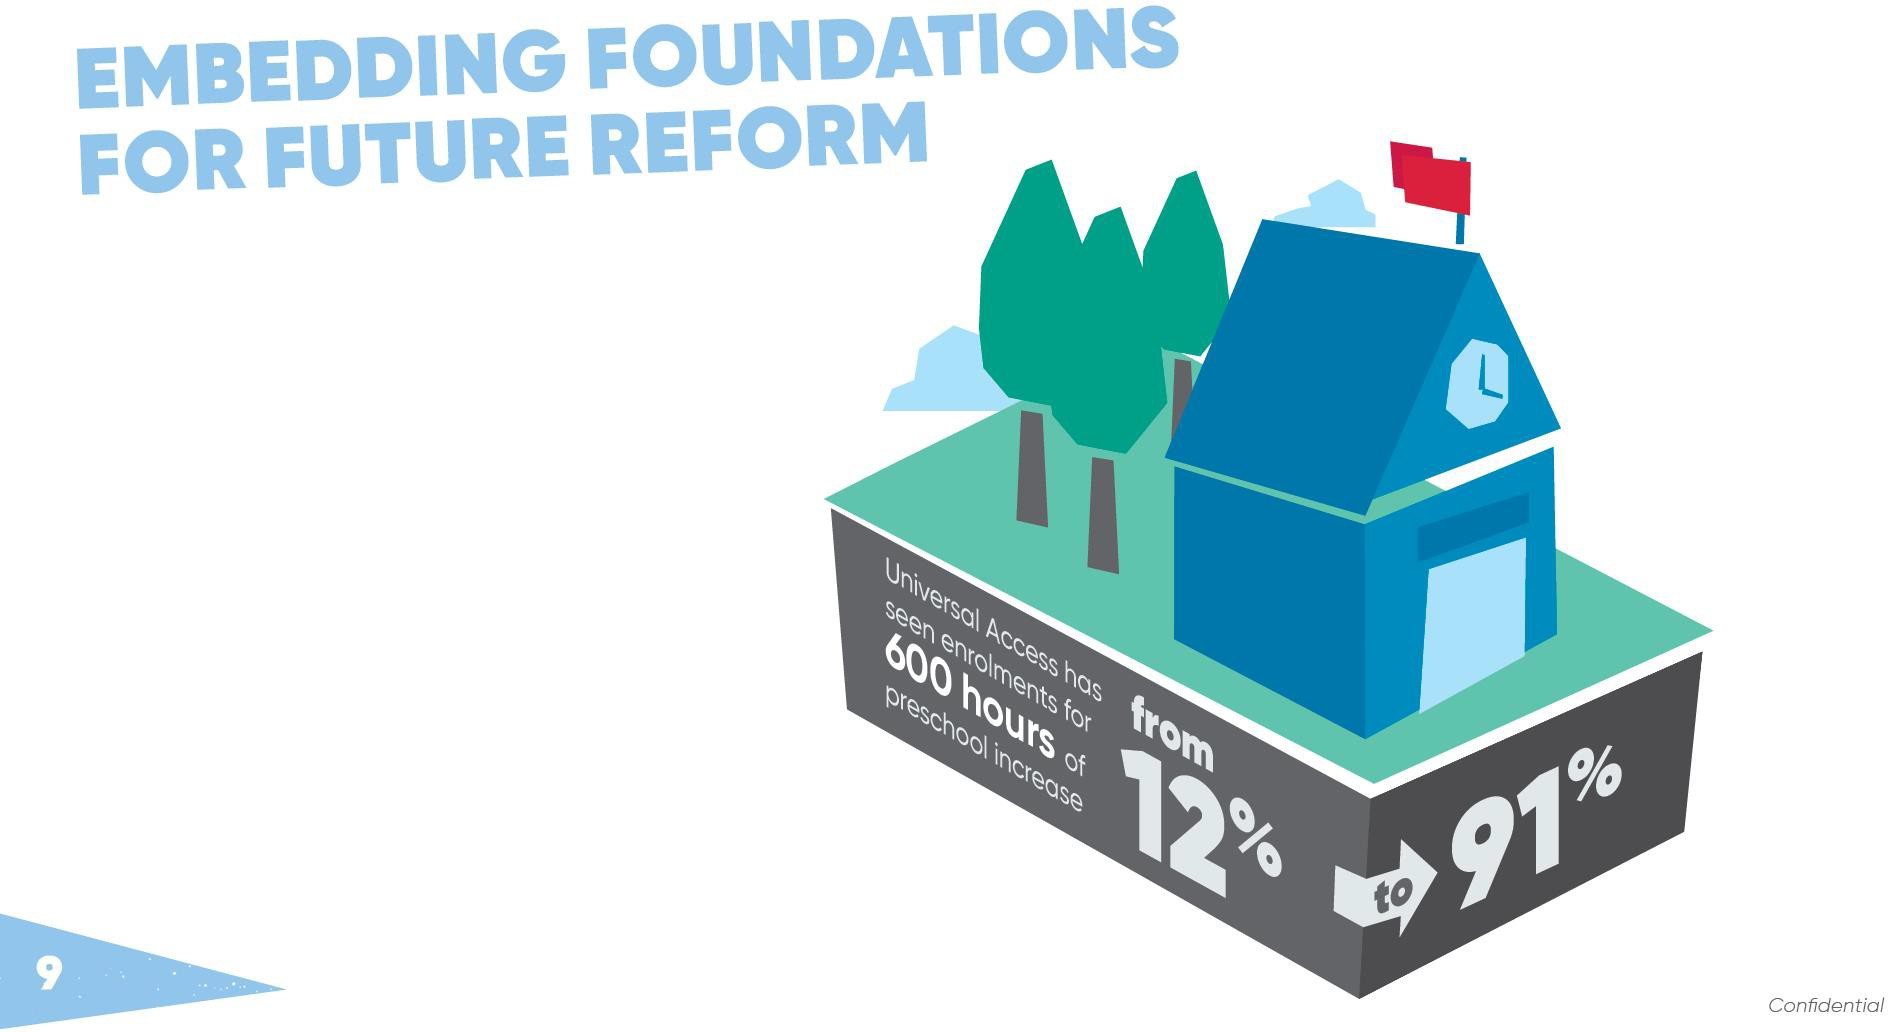 EMBEDDING FOUNDATIONS
FOR FUTURE REFORM
Universal Access has
seen enrolments for
600 hours of
preschool increase
from
12%
to
91%
9
Confidential